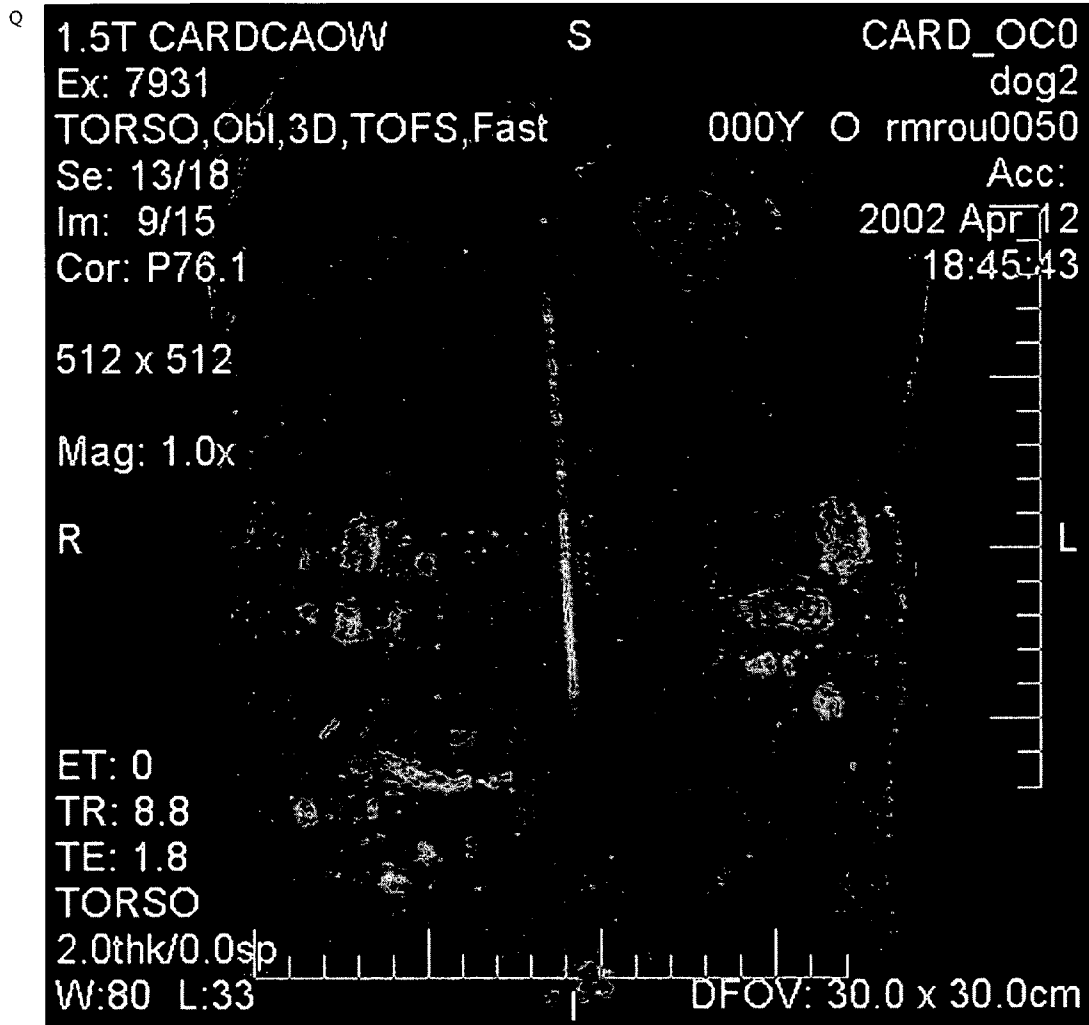 Q
1.5T CARDCAOW S CARD_OC0
Ex: 7931 dog2
TORSO,Obl,3D,TOFS,Fast 000Y O rmrou0050
Se: 13/18 Acc:
Im: 9/15 2002 Apr 12
Cor: P76.1 18:45:43
512 x 512
Mag: 1.0x
R L
ET: 0
TR: 8.8
TE: 1.8
TORSO
2.0thk/0.0sp
W:80 L:33 I DFOV: 30.0 x 30.0cm